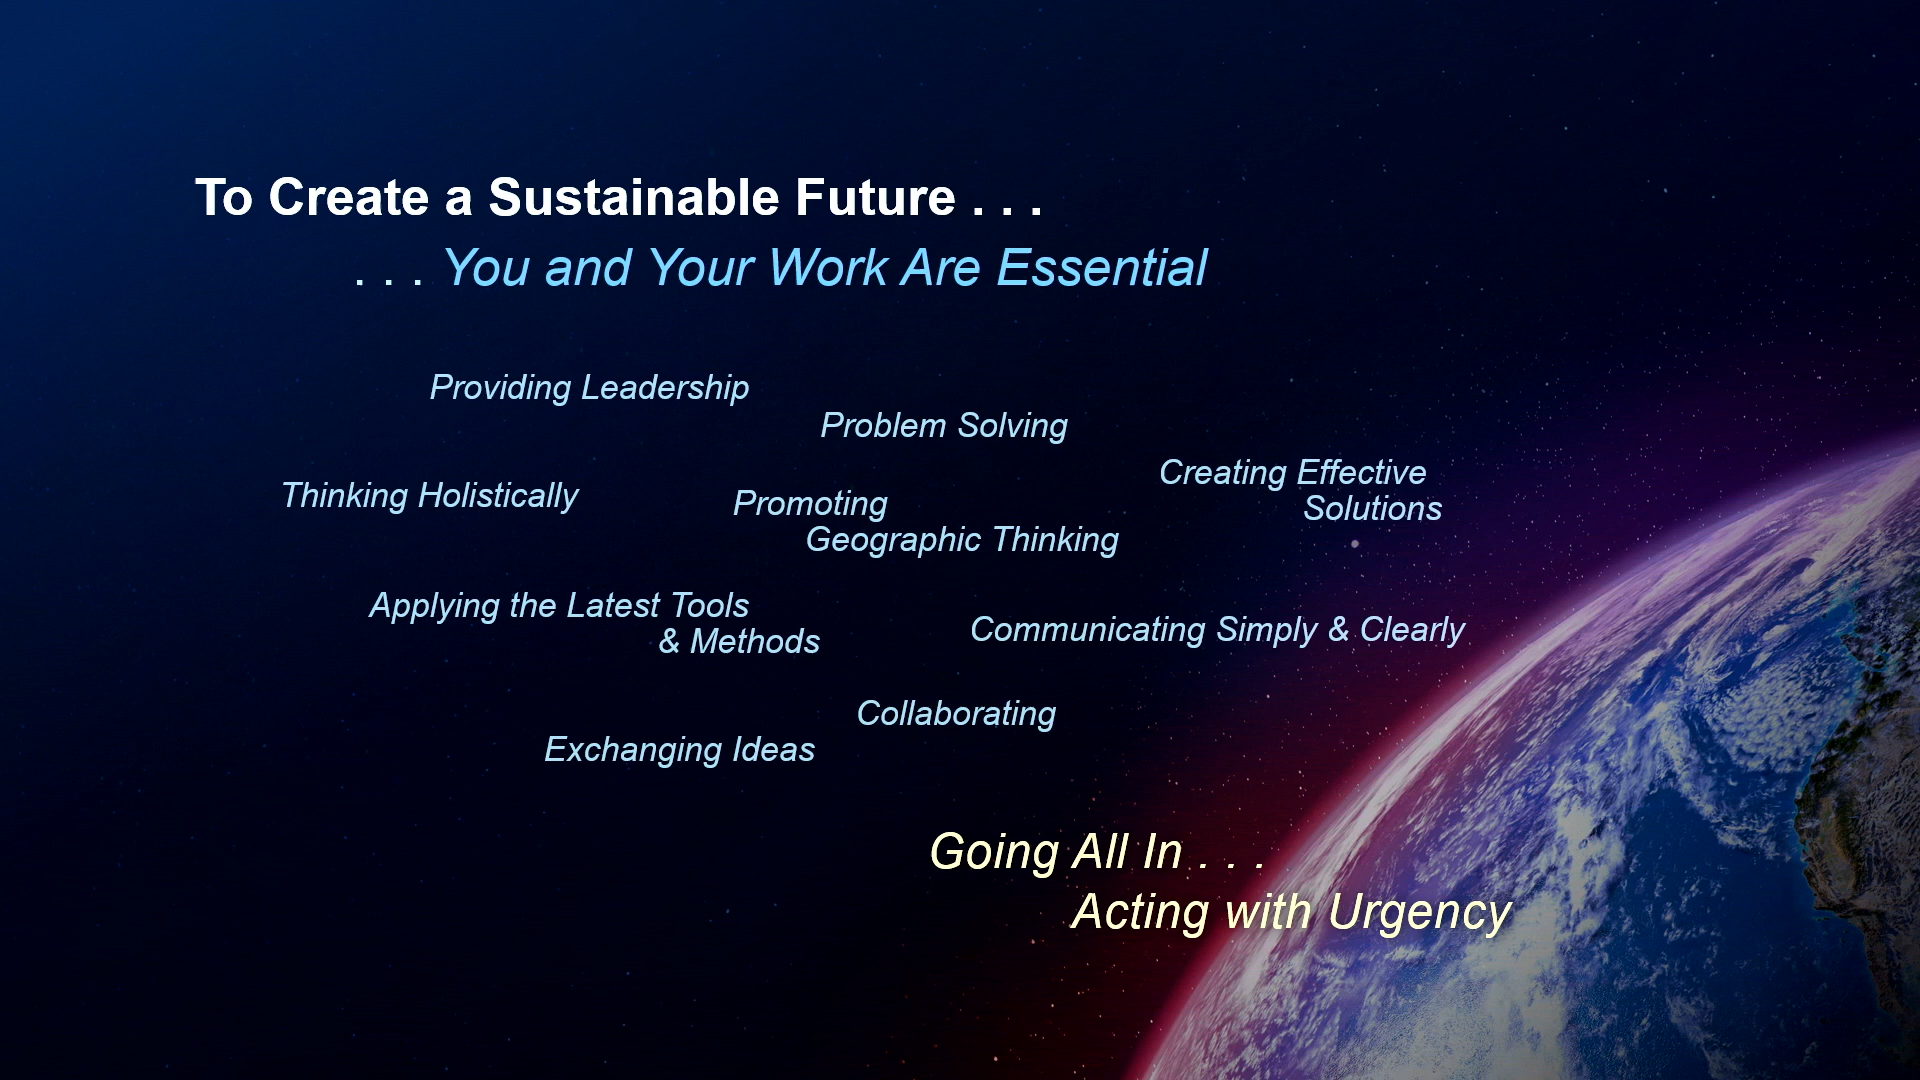 To Create a Sustainable Future . . .
. . . You and Your Work Are Essential
Providing Leadership
Problem Solving
Creating Effective
Solutions
Thinking Holistically
Promoting
Geographic Thinking
Applying the Latest Tools
& Methods
Communicating Simply & Clearly
Collaborating
Exchanging Ideas
Going All In . . .
Acting with Urgency